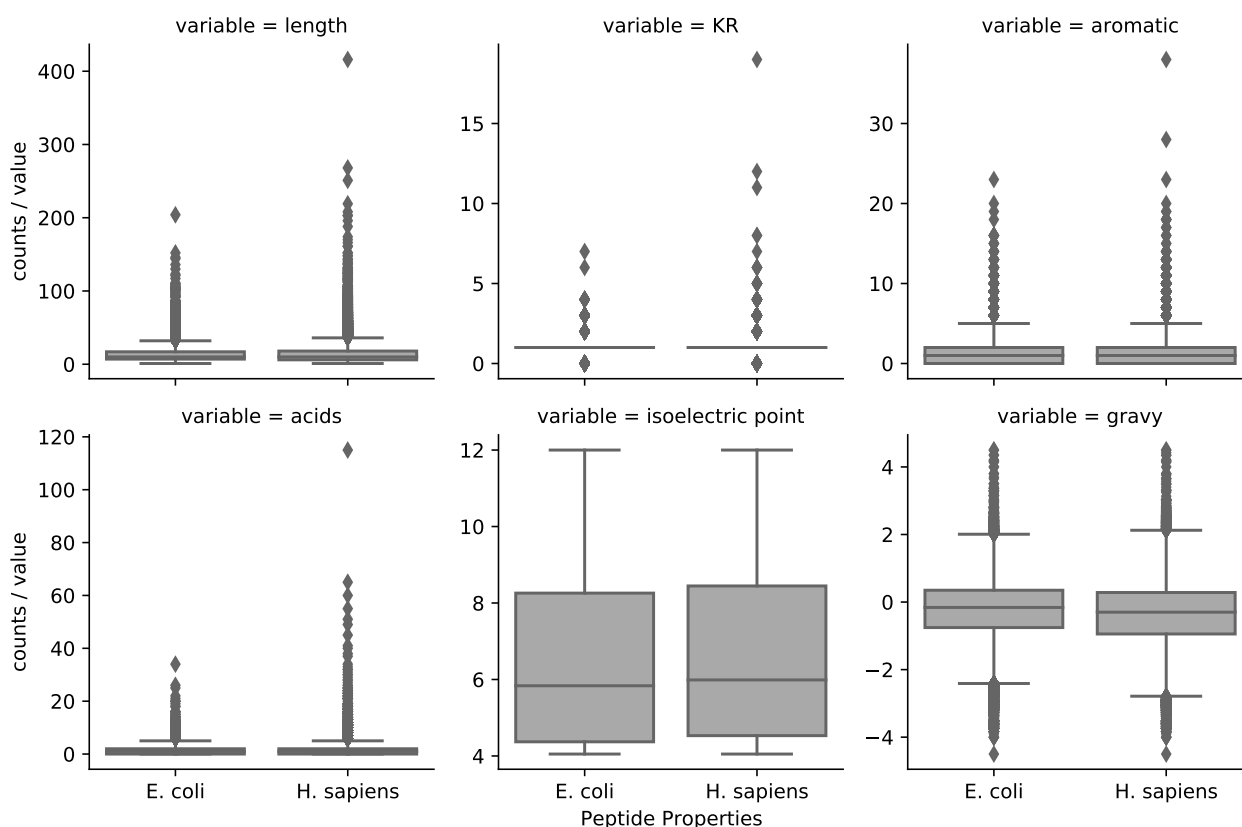 variable = length
variable = KR
variable = aromatic
counts / value
400
300
200
100
0
15
10
5
0
30
20
10
0
variable = acids
variable = isoelectric point
variable = gravy
counts / value
120
100
80
60
40
20
0
12
10
8
6
4
4
2
0
−2
−4
E. coli
H. sapiens
E. coli
H. sapiens
E. coli
H. sapiens
Peptide Properties